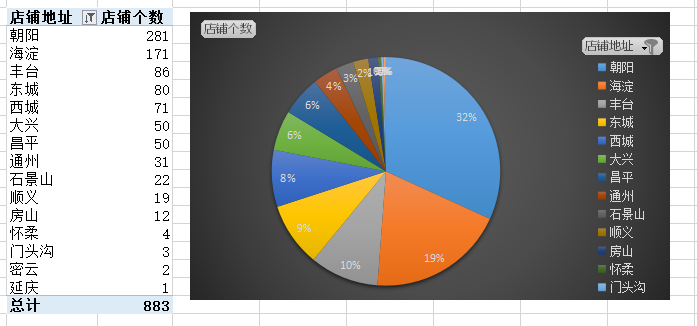 店铺地址 店铺个数
朝阳 281
海淀 171
丰台 86
东城 80
西城 71
大兴 50
昌平 50
通州 31
石景山 22
顺义 19
房山 12
怀柔 4
门头沟 3
密云 2
延庆 1
总计 883
店铺个数
32%
19%
10%
9%
8%
6%
6%
4%
3%
2%
店铺地址
朝阳
海淀
丰台
东城
西城
大兴
昌平
通州
石景山
顺义
房山
怀柔
门头沟